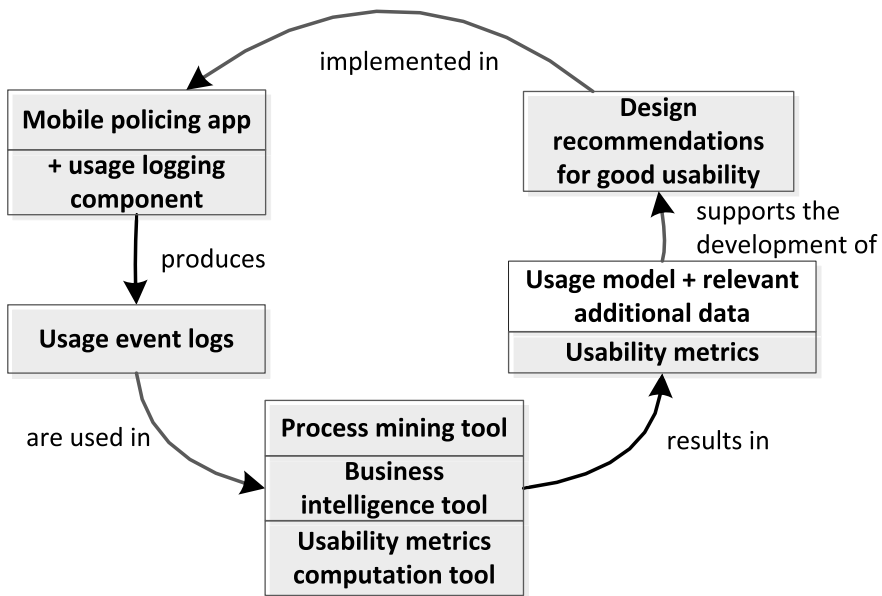 implemented in
Mobile policing app
+ usage logging
component
Design
recommendations
for good usability
produces
supports the
development of
Usage event logs
Usage model + relevant
additional data
Usability metrics
are used in
Process mining tool
Business
intelligence tool
Usability metrics
computation tool
results in